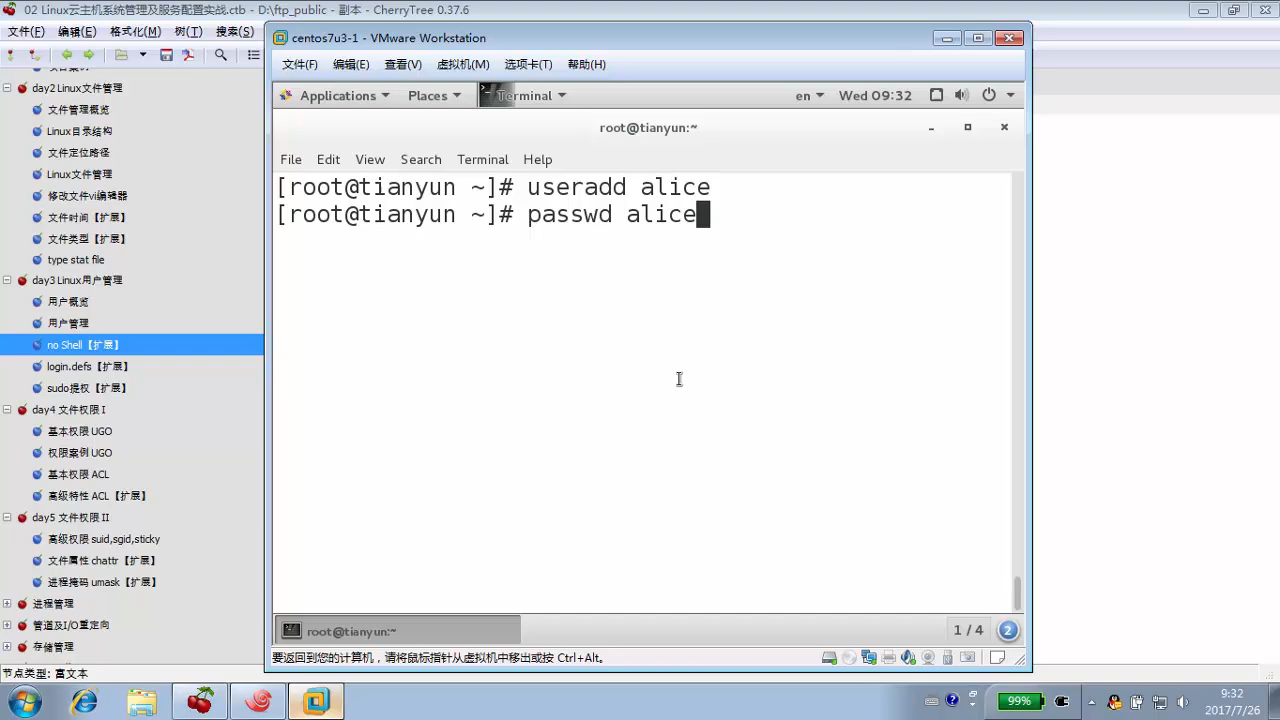 02 Linux云主机系统管理及服务配置实战.ctb - D:\ftp_public - 副本 - CherryTree 0.37.6
文件(F) 编辑(E) 格式化(M) 树(T) 搜索(S)
day2 Linux文件管理
文件管理概览
Linux目录结构
文件定位路径
Linux文件管理
修改文件vi编辑器
文件时间【扩展】
文件类型【扩展】
type stat file
day3 Linux用户管理
用户概览
用户管理
no Shell【扩展】
login.defs【扩展】
sudo提权【扩展】
day4 文件权限 I
基本权限 UGO
权限案例 UGO
基本权限 ACL
高级特性 ACL【扩展】
day5 文件权限 II
高级权限 suid,sgid,sticky
文件属性 chattr【扩展】
进程掩码 umask【扩展】
进程管理
管道及I/O重定向
存储管理
节点类型: 富文本
centos7u3-1 - VMware Workstation
文件(F) 编辑(E) 查看(V) 虚拟机(M) 选项卡(T) 帮助(H)
Applications Places Terminal en Wed 09:32
root@tianyun:~
File Edit View Search Terminal Help
[root@tianyun ~]# useradd alice
[root@tianyun ~]# passwd alice
root@tianyun:~ 1 / 4 2
要返回到您的计算机，请将鼠标指针从虚拟机中移出或按 Ctrl+Alt。
99%
9:32
2017/7/26